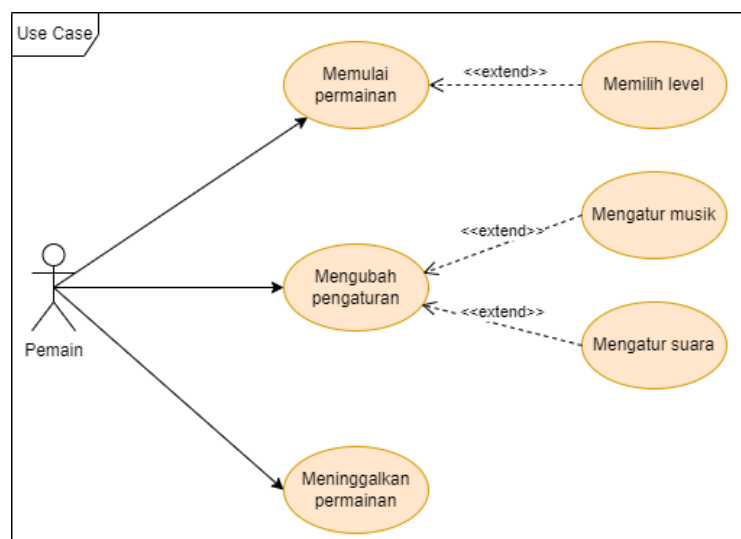 Use Case
Memulai
permainan
<<extend>>
Memilih level
Mengatur musik
<<extend>>
Mengubah
pengaturan
<<extend>>
Mengatur suara
Pemain
Meninggalkan
permainan